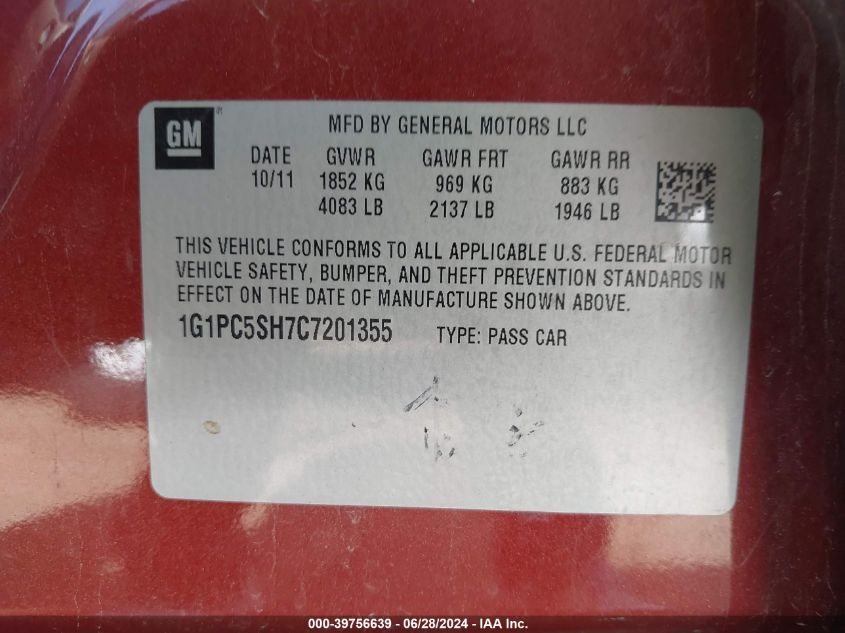 GM®
MFD BY GENERAL MOTORS LLC
DATE GVWR GAWR FRT GAWR RR
10/11 1852 KG 969 KG 883 KG
4083 LB 2137 LB 1946 LB
THIS VEHICLE CONFORMS TO ALL APPLICABLE U.S. FEDERAL MOTOR
VEHICLE SAFETY, BUMPER, AND THEFT PREVENTION STANDARDS IN
EFFECT ON THE DATE OF MANUFACTURE SHOWN ABOVE.
1G1PC5SH7C7201355 TYPE: PASS CAR
000-39756639 - 06/28/2024 - IAA Inc.